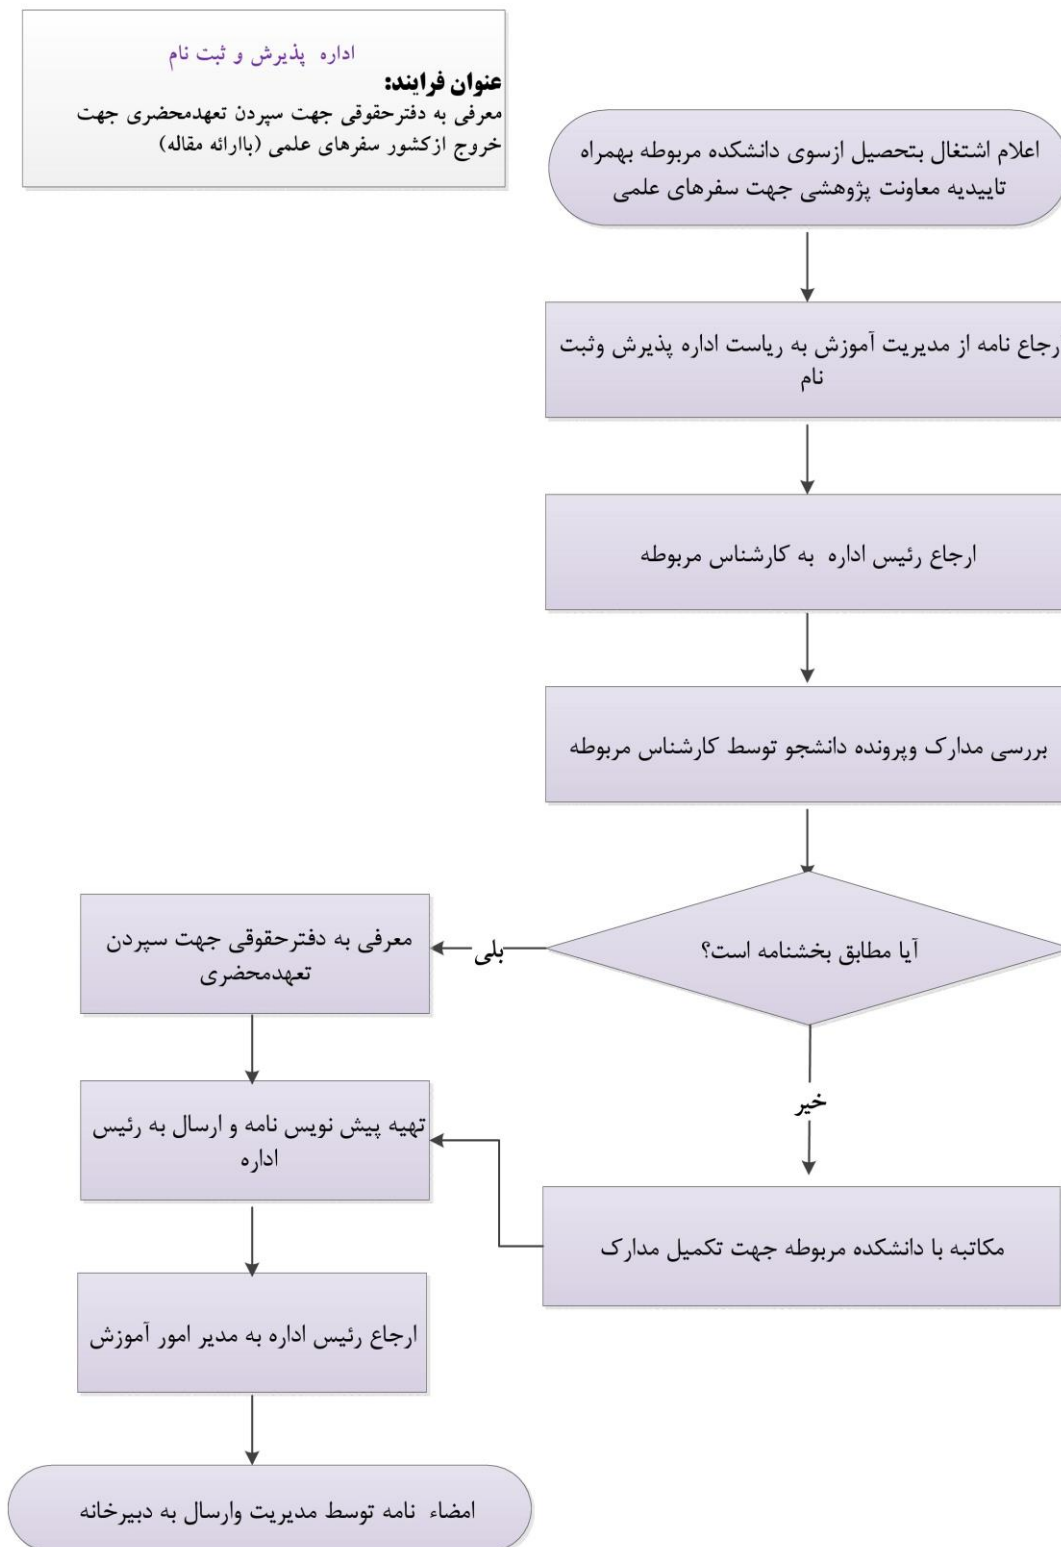 اداره پذیرش و ثبت نام
عنوان فرایند:
معرفی به دفترحقوقی جهت سپردن تعهدمحضری جهت
خروج ازکشور سفرهای علمی (باارائه مقاله)
اعلام اشتغال بتحصیل ازسوی دانشکده مربوطه بهمراه
تاییدیه معاونت پژوهشی جهت سفرهای علمی
رجاع نامه از مدیریت آموزش به ریاست اداره پذیرش وثبت
نام
ارجاع رئیس اداره به کارشناس مربوطه
بررسی مدارک وپرونده دانشجو توسط کارشناس مربوطه
آیا مطابق بخشنامه است؟
بلی
معرفی به دفترحقوقی جهت سپردن
تعهدمحضری
خیر
تهیه پیش نویس نامه و ارسال به رئیس
اداره
مکاتبه با دانشکده مربوطه جهت تکمیل مدارک
ارجاع رئیس اداره به مدیر امور آموزش
امضاء نامه توسط مدیریت وارسال به دبیرخانه